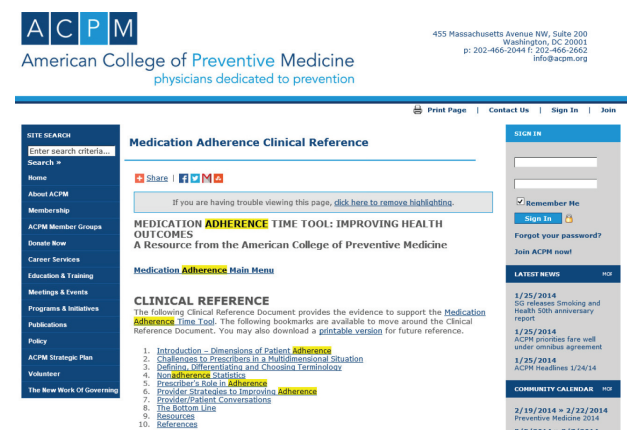 ACPM
American College of Preventive Medicine
physicians dedicated to prevention
455 Massachusetts Avenue NW, Suite 200
Washington, DC 20001
p: 202-466-2044 f: 202-466-2662
info@acpm.org
Print Page | Contact Us | Sign In | Join
SITE SEARCH
Enter search criteria...
Search »
Home
About ACPM
Membership
ACPM Member Groups
Donate Now
Career Services
Education & Training
Meetings & Events
Programs & Initiatives
Publications
Policy
ACPM Strategic Plan
Volunteer
The New Work Of Governing
Medication Adherence Clinical Reference
Share |
If you are having trouble viewing this page, click here to remove highlighting.
MEDICATION ADHERENCE TIME TOOL: IMPROVING HEALTH
OUTCOMES
A Resource from the American College of Preventive Medicine
Medication Adherence Main Menu
CLINICAL REFERENCE
The following Clinical Reference Document provides the evidence to support the Medication
Adherence Time Tool. The following bookmarks are available to move around the Clinical
Reference Document. You may also download a printable version for future reference.
1. Introduction – Dimensions of Patient Adherence
2. Challenges to Prescribers in a Multidimensional Situation
3. Defining, Differentiating and Choosing Terminology
4. Nonadherence Statistics
5. Prescriber's Role in Adherence
6. Provider Strategies to Improving Adherence
7. Provider/Patient Conversations
8. The Bottom Line
9. Resources
10. References
SIGN IN
Remember Me
Sign In
Forgot your password?
Join ACPM now!
LATEST NEWS
1/25/2014
SG releases Smoking and
Health 50th anniversary
report
1/25/2014
ACPM priorities fare well
under omnibus agreement
1/25/2014
ACPM Headlines 1/24/14
COMMUNITY CALENDAR
2/19/2014 » 2/22/2014
Preventive Medicine 2014